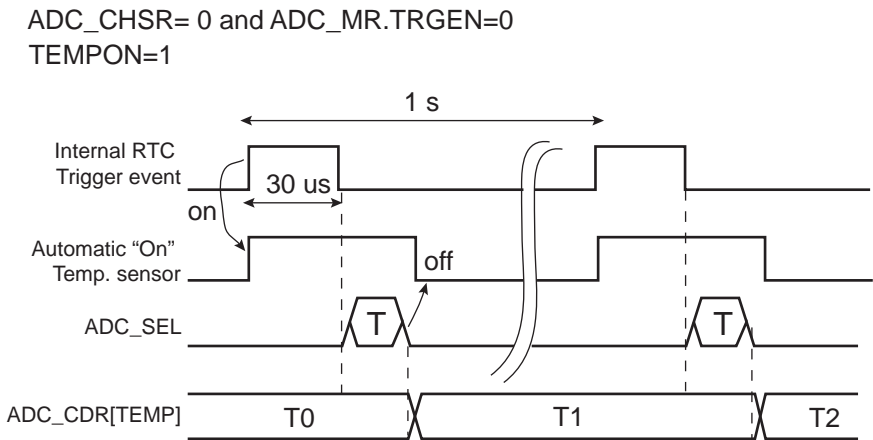 ADC_CHSR= 0 and ADC_MR.TRGEN=0
TEMPON=1
1 s
Internal RTC
Trigger event
30 us
on
Automatic “On”
Temp. sensor
off
ADC_SEL
T
T
ADC_CDR[TEMP]
T0
T1
T2